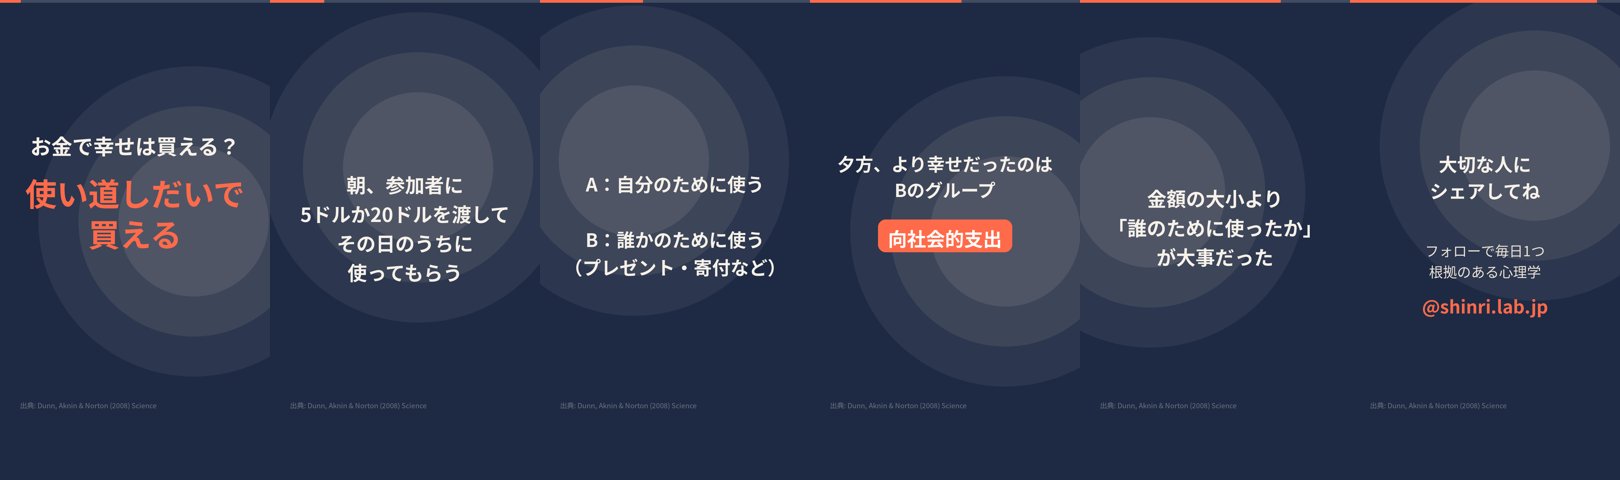 お金で幸せは買える？
使い道しだいで
買える
出典: Dunn, Aknin & Norton (2008) Science
朝、参加者に
5ドルか20ドルを渡して
その日のうちに
使ってもらう
出典: Dunn, Aknin & Norton (2008) Science
A：自分のために使う
B：誰かのために使う
（プレゼント・寄付など）
出典: Dunn, Aknin & Norton (2008) Science
夕方、より幸せだったのは
Bのグループ
向社会的支出
出典: Dunn, Aknin & Norton (2008) Science
金額の大小より
「誰のために使ったか」
が大事だった
出典: Dunn, Aknin & Norton (2008) Science
大切な人に
シェアしてね
フォローで毎日1つ
根拠のある心理学
@shinri.lab.jp
出典: Dunn, Aknin & Norton (2008) Science